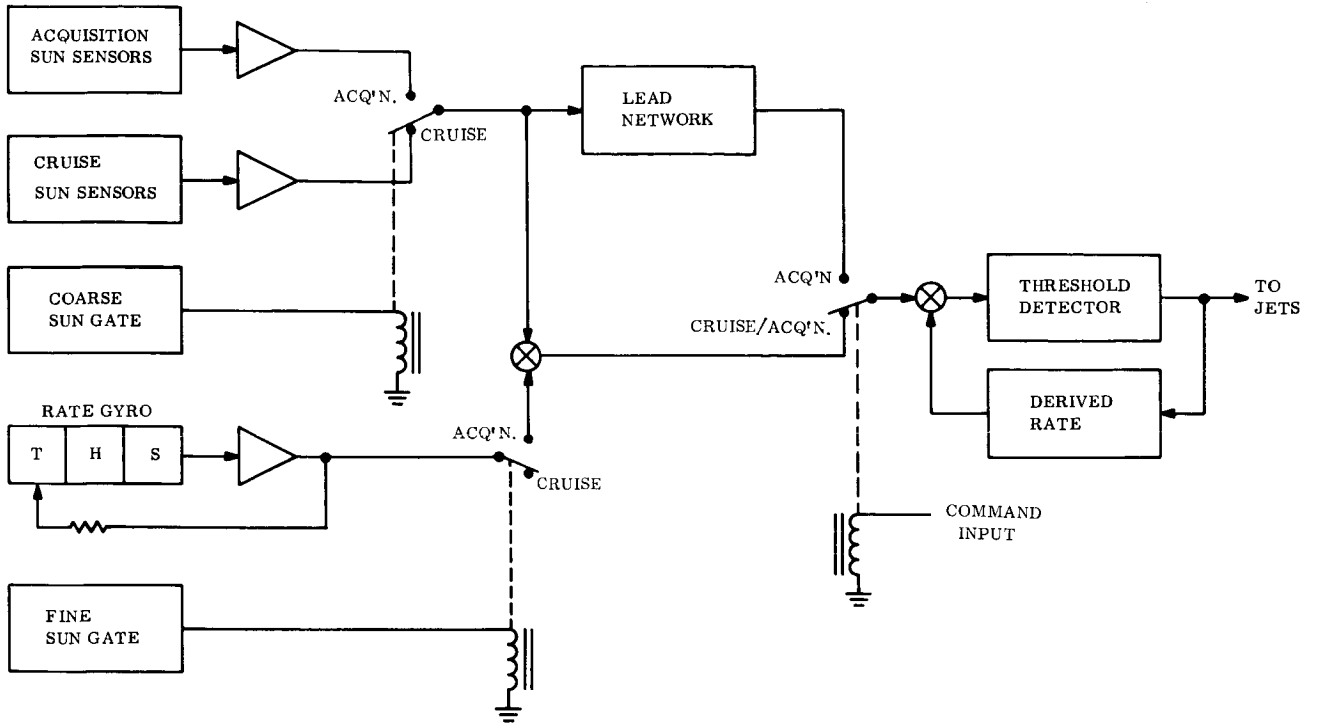 ACQUISITION
SUN SENSORS
ACQ'N.
CRUISE
LEAD
NETWORK
CRUISE
SUN SENSORS
COARSE
SUN GATE
ACQ'N
CRUISE/ACQ'N.
THRESHOLD
DETECTOR
TO
JETS
DERIVED
RATE
RATE GYRO
T H S
ACQ'N.
CRUISE
COMMAND
INPUT
FINE
SUN GATE